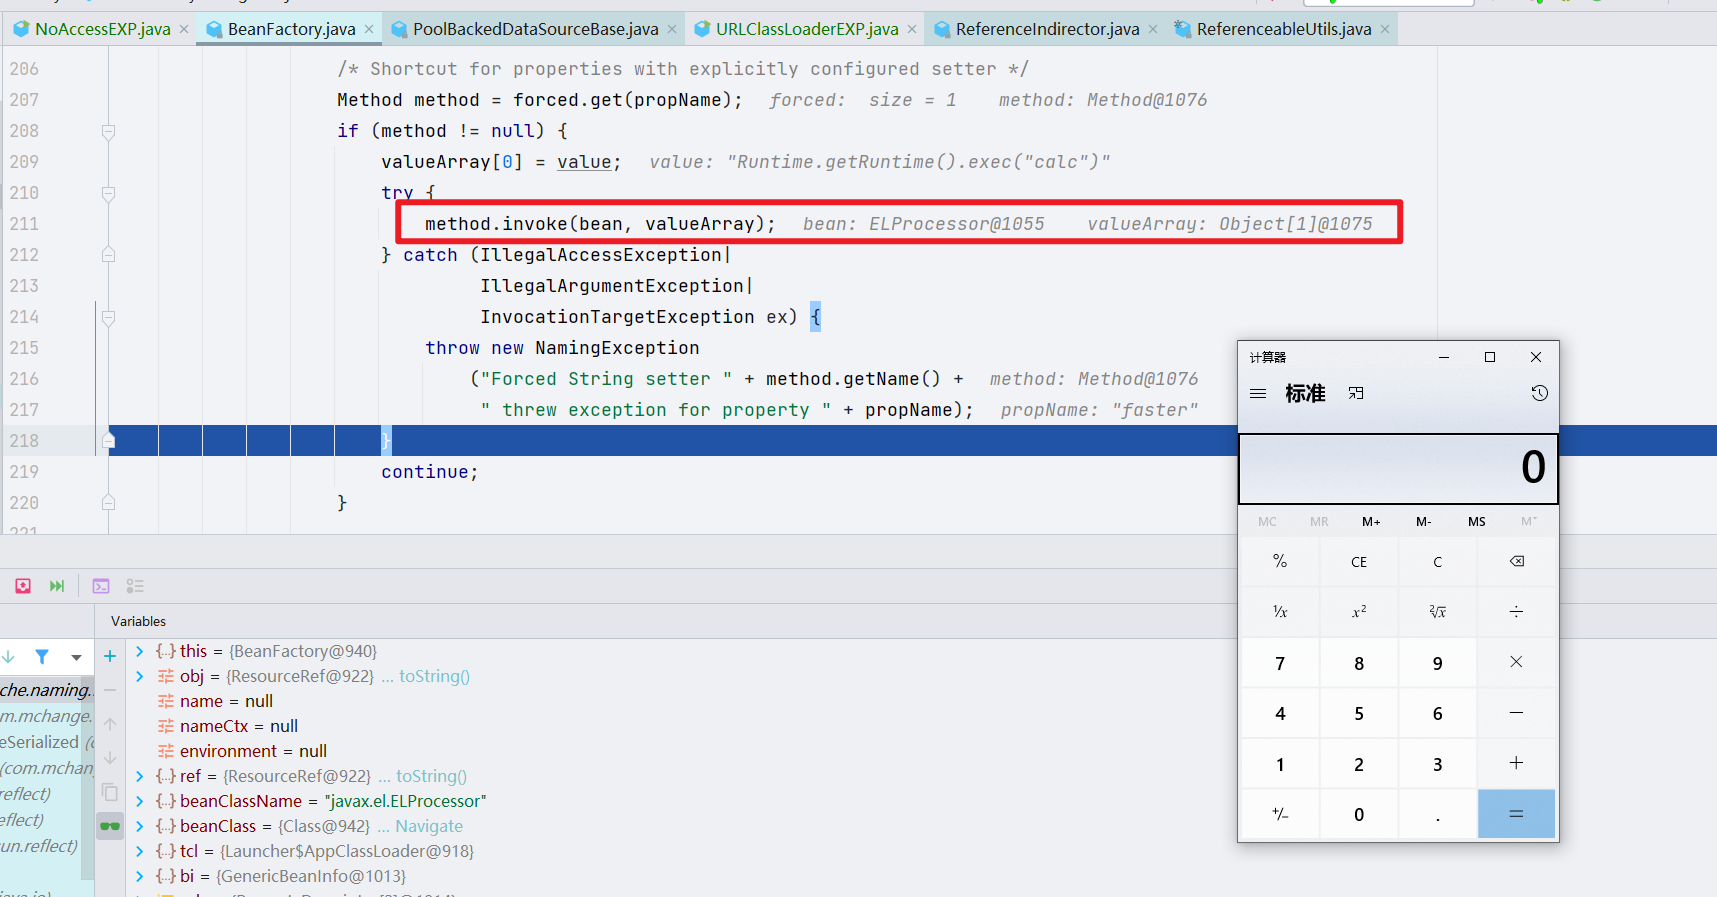 NoAccessEXP.java × BeanFactory.java × PoolBackedDataSourceBase.java × URLClassLoaderEXP.java × ReferenceIndirector.java × ReferenceableUtils.java ×
206 /* Shortcut for properties with explicitly configured setter */
207 Method method = forced.get(propName); forced: size = 1 method: Method@1076
208 if (method != null) {
209 valueArray[0] = value; value: "Runtime.getRuntime().exec("calc")"
210 try {
211 method.invoke(bean, valueArray); bean: ELProcessor@1055 valueArray: Object[1]@1075
212 } catch (IllegalAccessException|
213 IllegalArgumentException|
214 InvocationTargetException ex) {
215 throw new NamingException
216 ("Forced String setter " + method.getName() + method: Method@1076
217 " threw exception for property " + propName); propName: "faster"
218 }
219 continue;
220 }
221
计算器
标准
0
MC MR M+ M- MS M˅
% CE C
⅟x x² ²√x ÷
7 8 9 ×
4 5 6 −
1 2 3 +
+/− 0 . =
Variables
che.naming.
m.mchange.
eSerialized (
(com.mchan
reflect)
eflect)
un.reflect)
this = {BeanFactory@940}
obj = {ResourceRef@922} ... toString()
name = null
nameCtx = null
environment = null
ref = {ResourceRef@922} ... toString()
beanClassName = "javax.el.ELProcessor"
beanClass = {Class@942} ... Navigate
tcl = {Launcher$AppClassLoader@918}
bi = {GenericBeanInfo@1013}